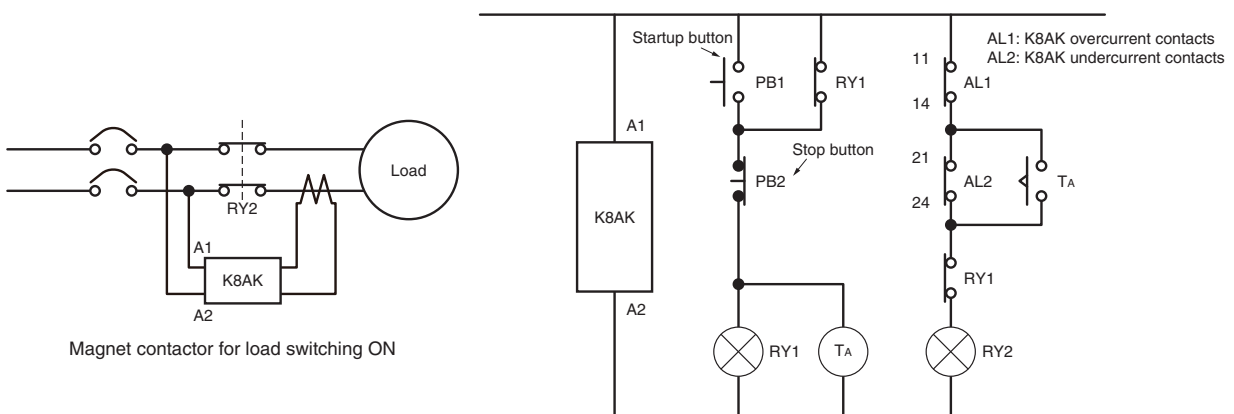 Startup button
AL1: K8AK overcurrent contacts
AL2: K8AK undercurrent contacts
11
PB1
RY1
AL1
14
A1
Stop button
21
Load
PB2
AL2
TA
24
RY2
K8AK
A1
K8AK
RY1
A2
A2
Magnet contactor for load switching ON
RY1
TA
RY2